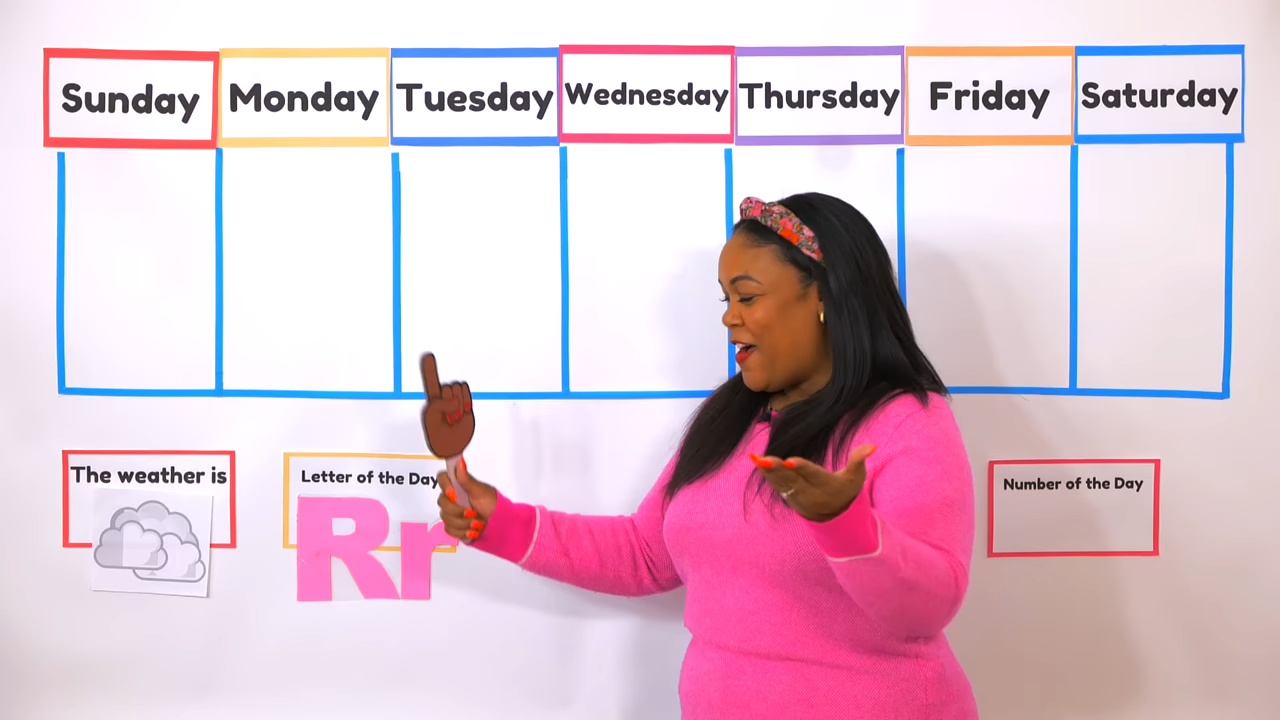 Sunday Monday Tuesday Wednesday Thursday Friday Saturday
The weather is
Letter of the Day
Rr
Number of the Day